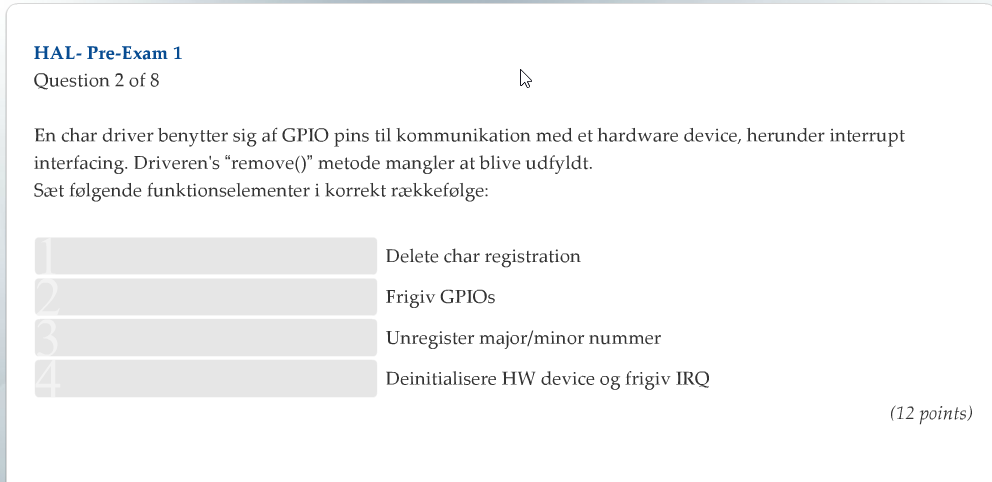 HAL- Pre-Exam 1
Question 2 of 8
En char driver benytter sig af GPIO pins til kommunikation med et hardware device, herunder interrupt
interfacing. Driveren's “remove()” metode mangler at blive udfyldt.
Sæt følgende funktionselementer i korrekt rækkefølge:
1 Delete char registration
2 Frigiv GPIOs
3 Unregister major/minor nummer
4 Deinitialisere HW device og frigiv IRQ
(12 points)